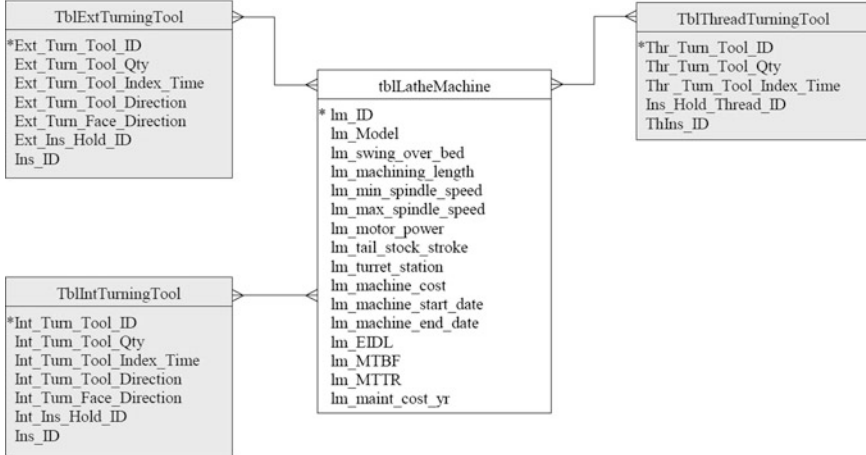 TblExtTurningTool
*Ext_Turn_Tool_ID
Ext_Turn_Tool_Qty
Ext_Turn_Tool_Index_Time
Ext_Turn_Tool_Direction
Ext_Turn_Face_Direction
Ext_Ins_Hold_ID
Ins_ID
tblLatheMachine
* lm_ID
lm_Model
lm_swing_over_bed
lm_machining_length
lm_min_spindle_speed
lm_max_spindle_speed
lm_motor_power
lm_tail_stock_stroke
lm_turret_station
lm_machine_cost
lm_machine_start_date
lm_machine_end_date
lm_EIDL
lm_MTBF
lm_MTTR
lm_maint_cost_yr
TblThreadTurningTool
*Thr_Turn_Tool_ID
Thr_Turn_Tool_Qty
Thr _Turn_Tool_Index_Time
Ins_Hold_Thread_ID
ThIns_ID
TblIntTurningTool
*Int_Turn_Tool_ID
Int_Turn_Tool_Qty
Int_Turn_Tool_Index_Time
Int_Turn_Tool_Direction
Int_Turn_Face_Direction
Int_Ins_Hold_ID
Ins_ID